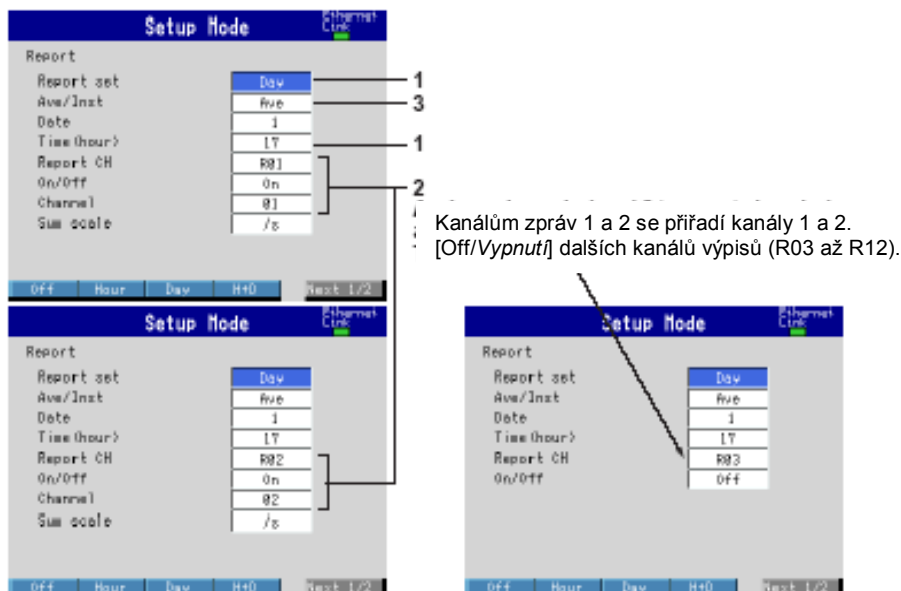 Setup Mode
Ethernet
Link
Report
Report set Day 1
Ave/Inst Ave 3
Date 1
Time(hour) 17 1
Report CH R01
On/Off On 2
Channel 01
Sum scale /s
Off Hour Day H+D Next 1/2
Kanálům zpráv 1 a 2 se přiřadí kanály 1 a 2.
[Off/Vypnutí] dalších kanálů výpisů (R03 až R12).
Setup Mode
Ethernet
Link
Report
Report set Day
Ave/Inst Ave
Date 1
Time(hour) 17
Report CH R02
On/Off On
Channel 02
Sum scale /s
Off Hour Day H+D Next 1/2
Setup Mode
Ethernet
Link
Report
Report set Day
Ave/Inst Ave
Date 1
Time(hour) 17
Report CH R03
On/Off Off
Off Hour Day H+D Next 1/2